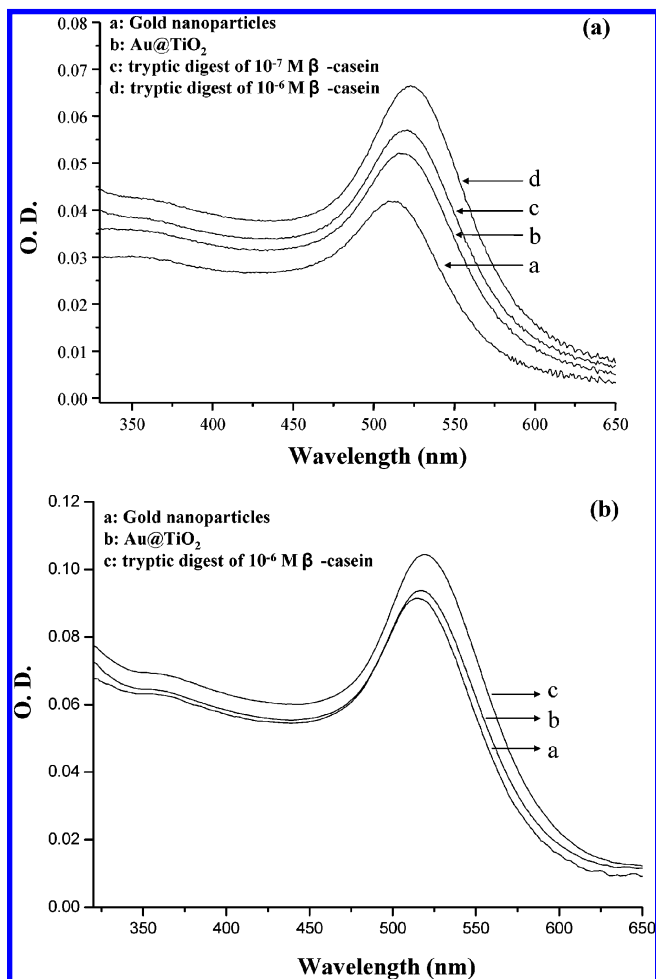 (a)
a: Gold nanoparticles
b: Au@TiO₂
c: tryptic digest of 10⁻⁷ M β -casein
d: tryptic digest of 10⁻⁶ M β -casein
0.08
0.07
0.06
0.05
0.04
0.03
0.02
0.01
0.00
O. D.
d
c
b
a
350 400 450 500 550 600 650
Wavelength (nm)
(b)
a: Gold nanoparticles
b: Au@TiO₂
c: tryptic digest of 10⁻⁶ M β -casein
0.12
0.10
0.08
0.06
0.04
0.02
0.00
O. D.
c
b
a
350 400 450 500 550 600 650
Wavelength (nm)